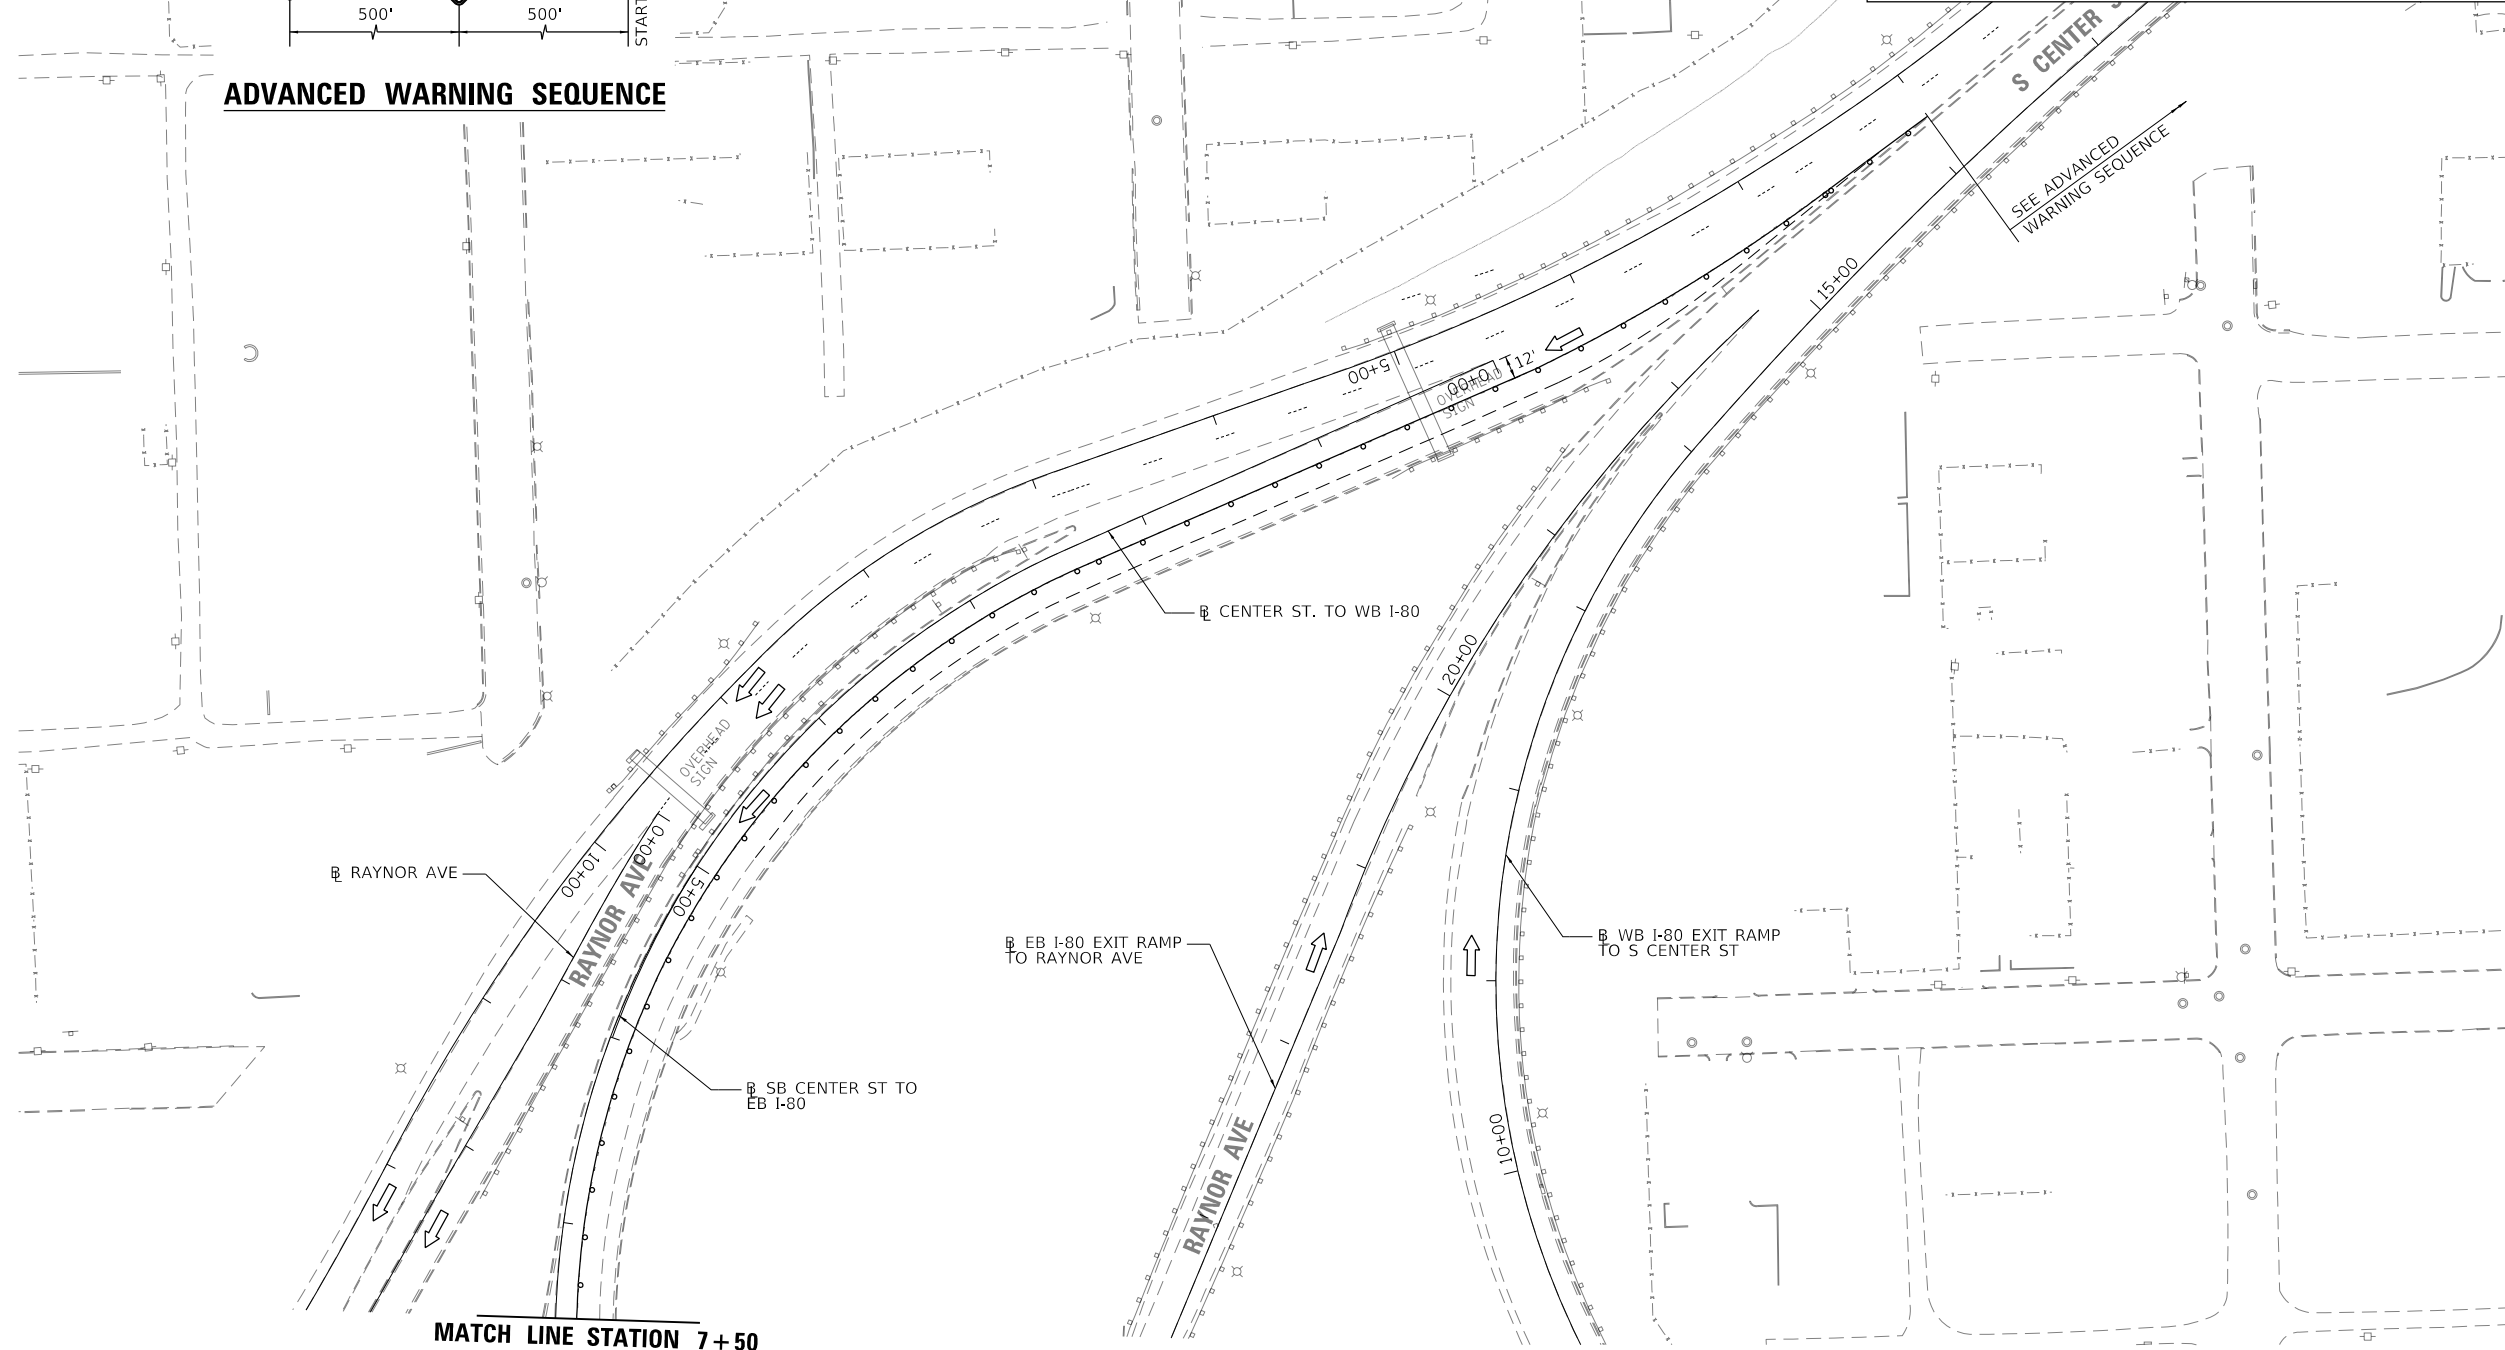 500'
500'
START
ADVANCED WARNING SEQUENCE
S CENTER S
SEE ADVANCED
WARNING SEQUENCE
15+00
5+00
0+00
12'
OVERHEAD
SIGN
℄ CENTER ST. TO WB I-80
20+00
OVERHEAD
SIGN
0+00
10+00
5+00
℄ RAYNOR AVE
RAYNOR AVE
℄ EB I-80 EXIT RAMP
TO RAYNOR AVE
℄ WB I-80 EXIT RAMP
TO S CENTER ST
℄ SB CENTER ST TO
EB I-80
10+00
RAYNOR AVE
MATCH LINE STATION 7+50